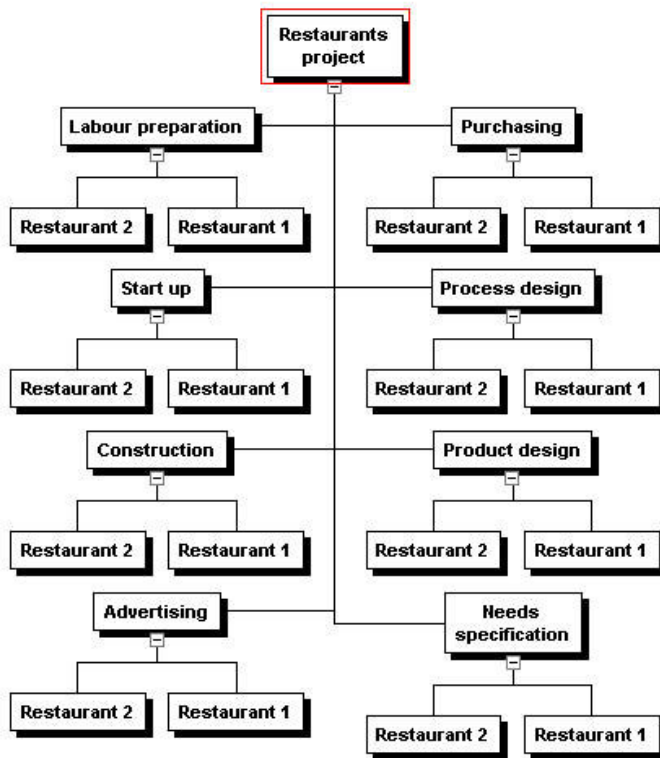 Restaurants
project
Labour preparation
Purchasing
Restaurant 2
Restaurant 1
Restaurant 2
Restaurant 1
Start up
Process design
Restaurant 2
Restaurant 1
Restaurant 2
Restaurant 1
Construction
Product design
Restaurant 2
Restaurant 1
Restaurant 2
Restaurant 1
Advertising
Needs
specification
Restaurant 2
Restaurant 1
Restaurant 2
Restaurant 1